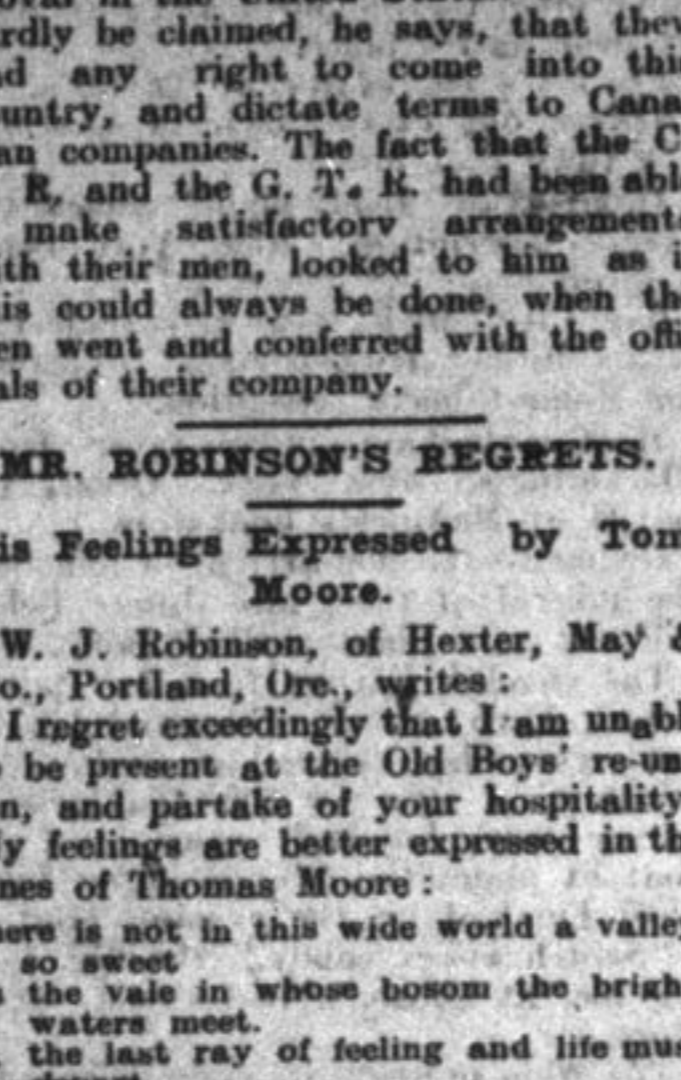 rdly be claimed, he says, that they
d any right to come into thi
untry, and dictate terms to Cana
an companies. The fact that the C
R. and the G. T. R. had been abl
make satisfactory arrangement
ith their men, looked to him as i
is could always be done, when th
en went and conferred with the offi
als of their company.
MR. ROBINSON'S REGRETS.
is Feelings Expressed by Tom
Moore.
W. J. Robinson, of Hexter, May &
o., Portland, Ore., writes :
I regret exceedingly that I am unabl
be present at the Old Boys' re-un
n, and partake of your hospitality
y feelings are better expressed in th
nes of Thomas Moore :
here is not in this wide world a valley
so sweet
s the vale in whose bosom the brigh
waters meet.
the last ray of feeling and life mus